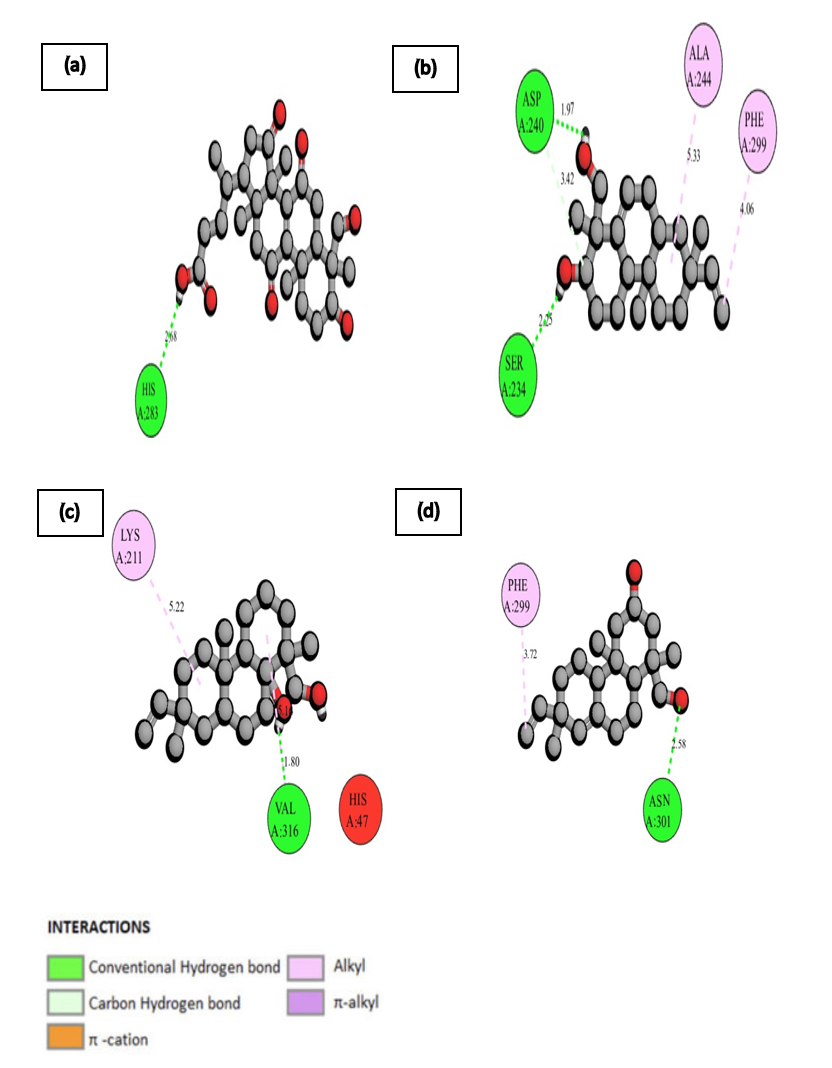 (a)
(b)
ALA
A:244
ASP
A:240
1.97
PHE
A:299
5.33
3.42
4.06
2.25
SER
A:234
2.68
HIS
A:283
(c)
(d)
LYS
A:211
5.22
1.80
VAL
A:316
HIS
A:47
PHE
A:299
3.72
2.58
ASN
A:301
INTERACTIONS
Conventional Hydrogen bond
Alkyl
Carbon Hydrogen bond
π-alkyl
π -cation